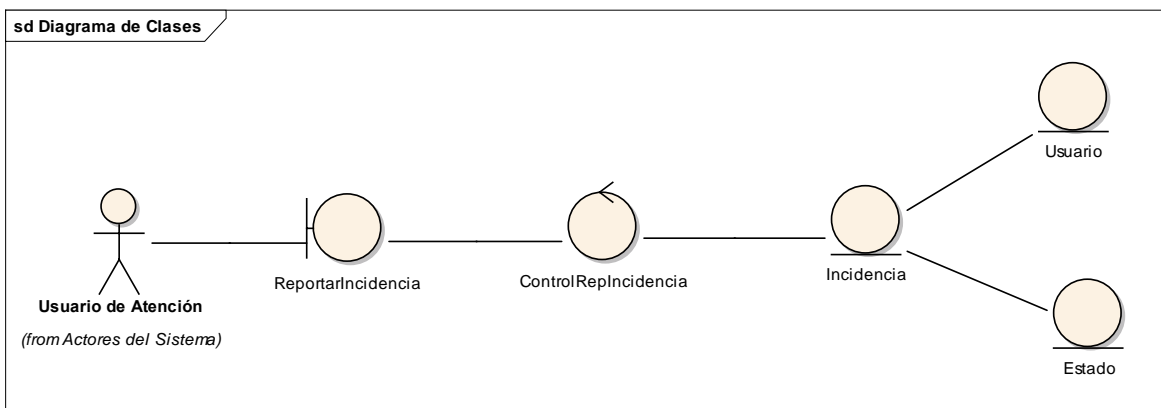 sd Diagrama de Clases
Usuario
ReportarIncidencia
ControlRepIncidencia
Incidencia
Usuario de Atención
(from Actores del Sistema)
Estado